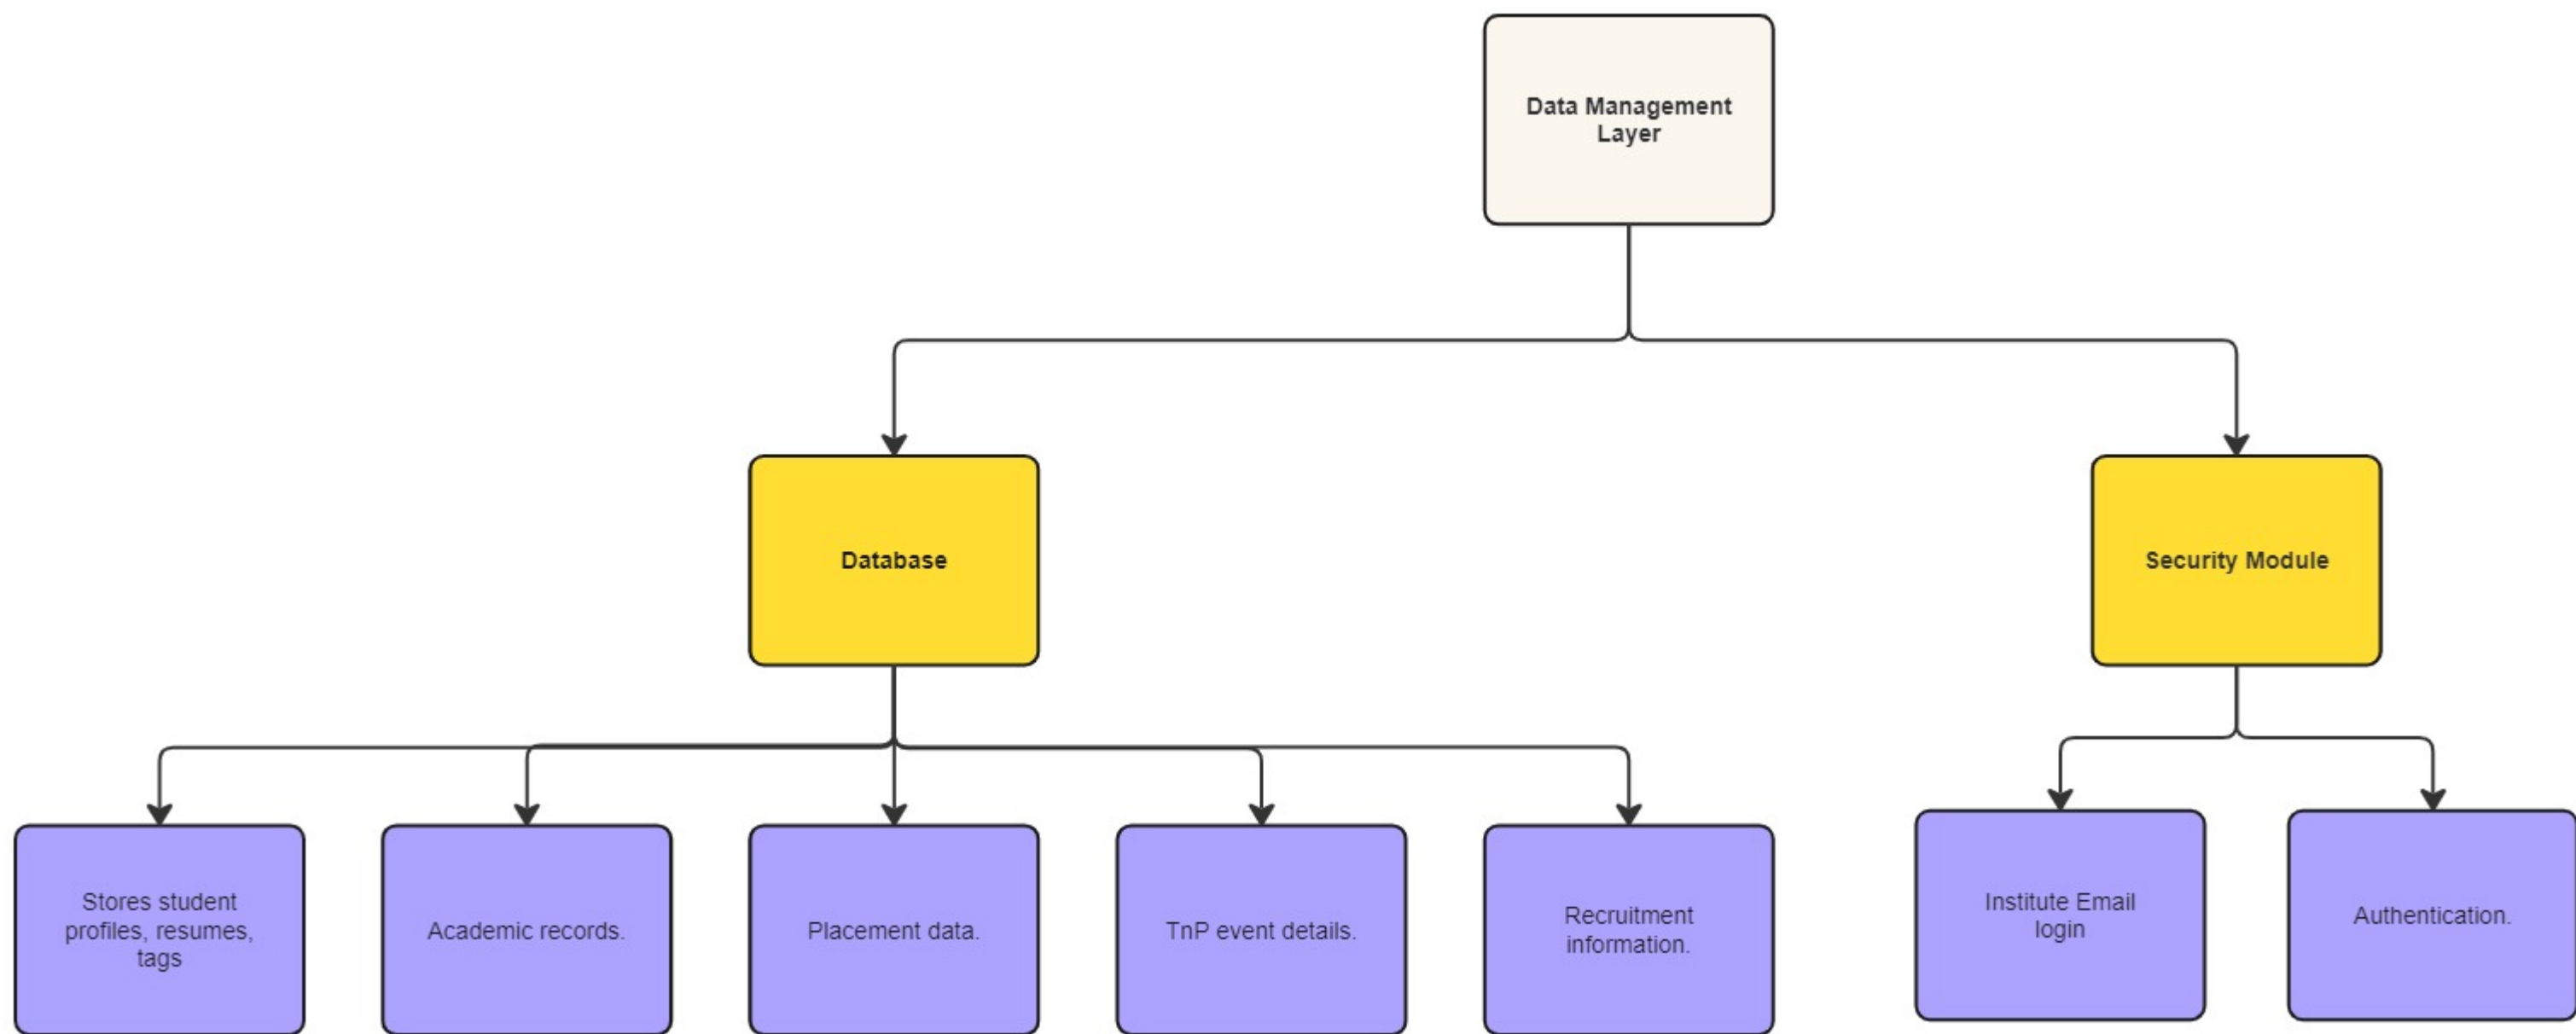 Data Management
Layer
Database
Security Module
Stores student
profiles, resumes,
tags
Academic records.
Placement data.
TnP event details.
Recruitment
information.
Institute Email
login
Authentication.